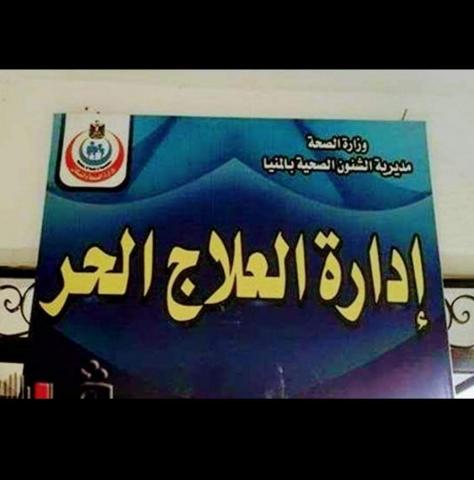 وزارة الصحة
مديرية الشئون الصحية بالمنيا
إدارة العلاج الحر